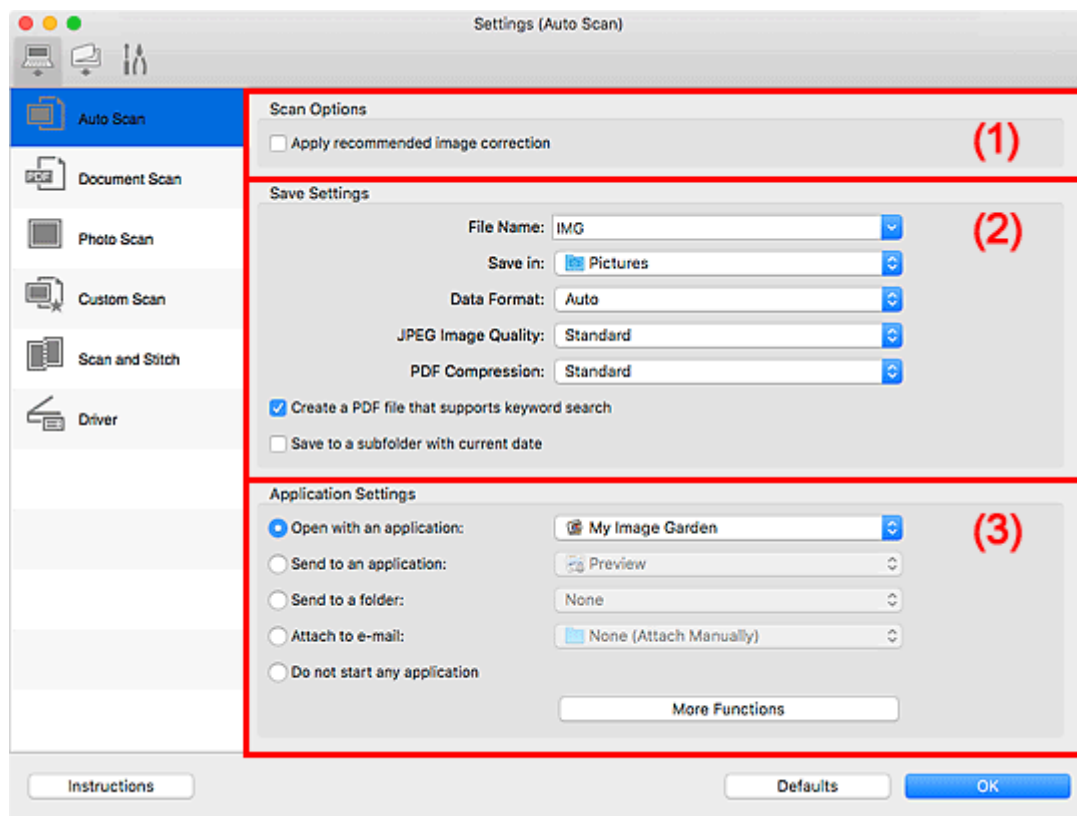 Settings (Auto Scan)
Auto Scan
Document Scan
Photo Scan
Custom Scan
Scan and Stitch
Driver
Scan Options
Apply recommended image correction
(1)
Save Settings
(2)
File Name: IMG
Save in: Pictures
Data Format: Auto
JPEG Image Quality: Standard
PDF Compression: Standard
Create a PDF file that supports keyword search
Save to a subfolder with current date
Application Settings
(3)
Open with an application: My Image Garden
Send to an application: Preview
Send to a folder: None
Attach to e-mail: None (Attach Manually)
Do not start any application
More Functions
Instructions
Defaults
OK